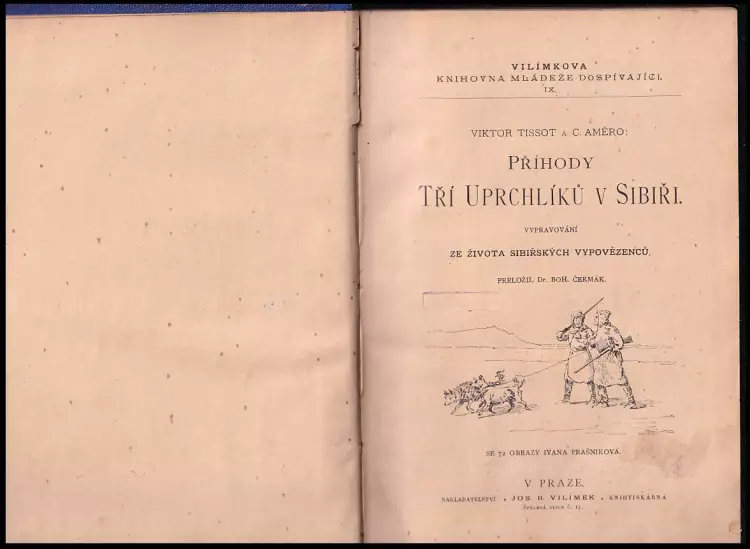 VILÍMKOVA
KNIHOVNA MLÁDEŽE DOSPÍVAJÍCÍ.
IX.
VIKTOR TISSOT A C. AMÉRO:
PŘÍHODY
TŘÍ UPRCHLÍKŮ V SIBIŘI.
VYPRAVOVÁNÍ
ZE ŽIVOTA SIBIŘSKÝCH VYPOVĚZENCŮ.
PŘELOŽIL Dr. BOH. ČERMÁK.
SE 72 OBRAZY IVANA PRAŠNIKOVA.
V PRAZE.
NAKLADATELSTVÍ JOS. R. VILÍMEK KNIHTISKÁRNA